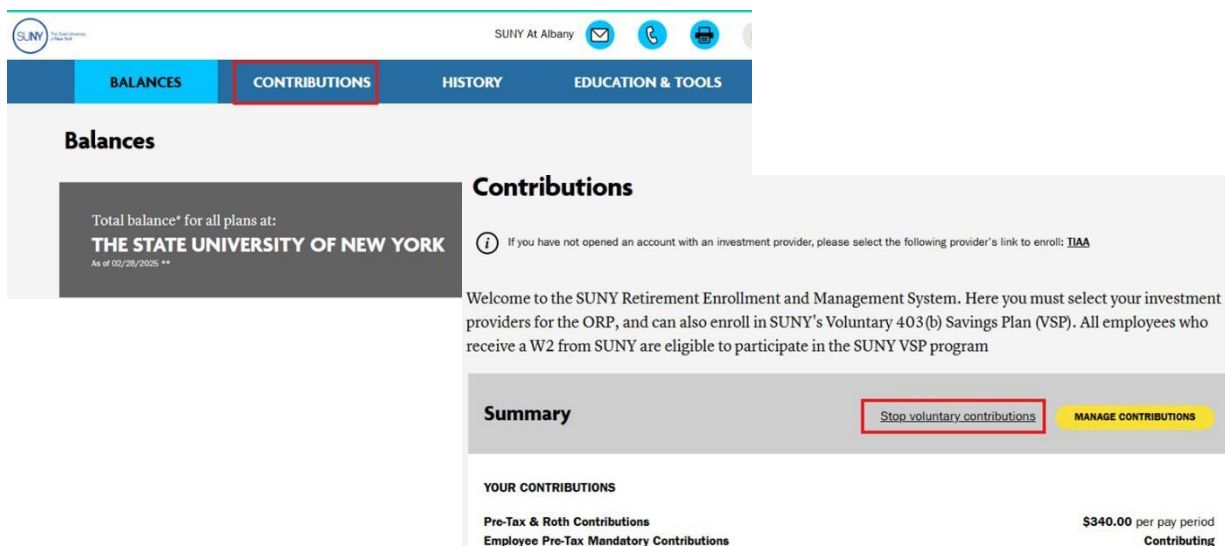 SUNY
The State University
of New York
SUNY At Albany
BALANCES
CONTRIBUTIONS
HISTORY
EDUCATION & TOOLS
Balances
Total balance* for all plans at:
THE STATE UNIVERSITY OF NEW YORK
As of 02/28/2025 **
Contributions
i If you have not opened an account with an investment provider, please select the following provider's link to enroll: TIAA
Welcome to the SUNY Retirement Enrollment and Management System. Here you must select your investment
providers for the ORP, and can also enroll in SUNY's Voluntary 403(b) Savings Plan (VSP). All employees who
receive a W2 from SUNY are eligible to participate in the SUNY VSP program
Summary
Stop voluntary contributions
MANAGE CONTRIBUTIONS
YOUR CONTRIBUTIONS
Pre-Tax & Roth Contributions $340.00 per pay period
Employee Pre-Tax Mandatory Contributions Contributing